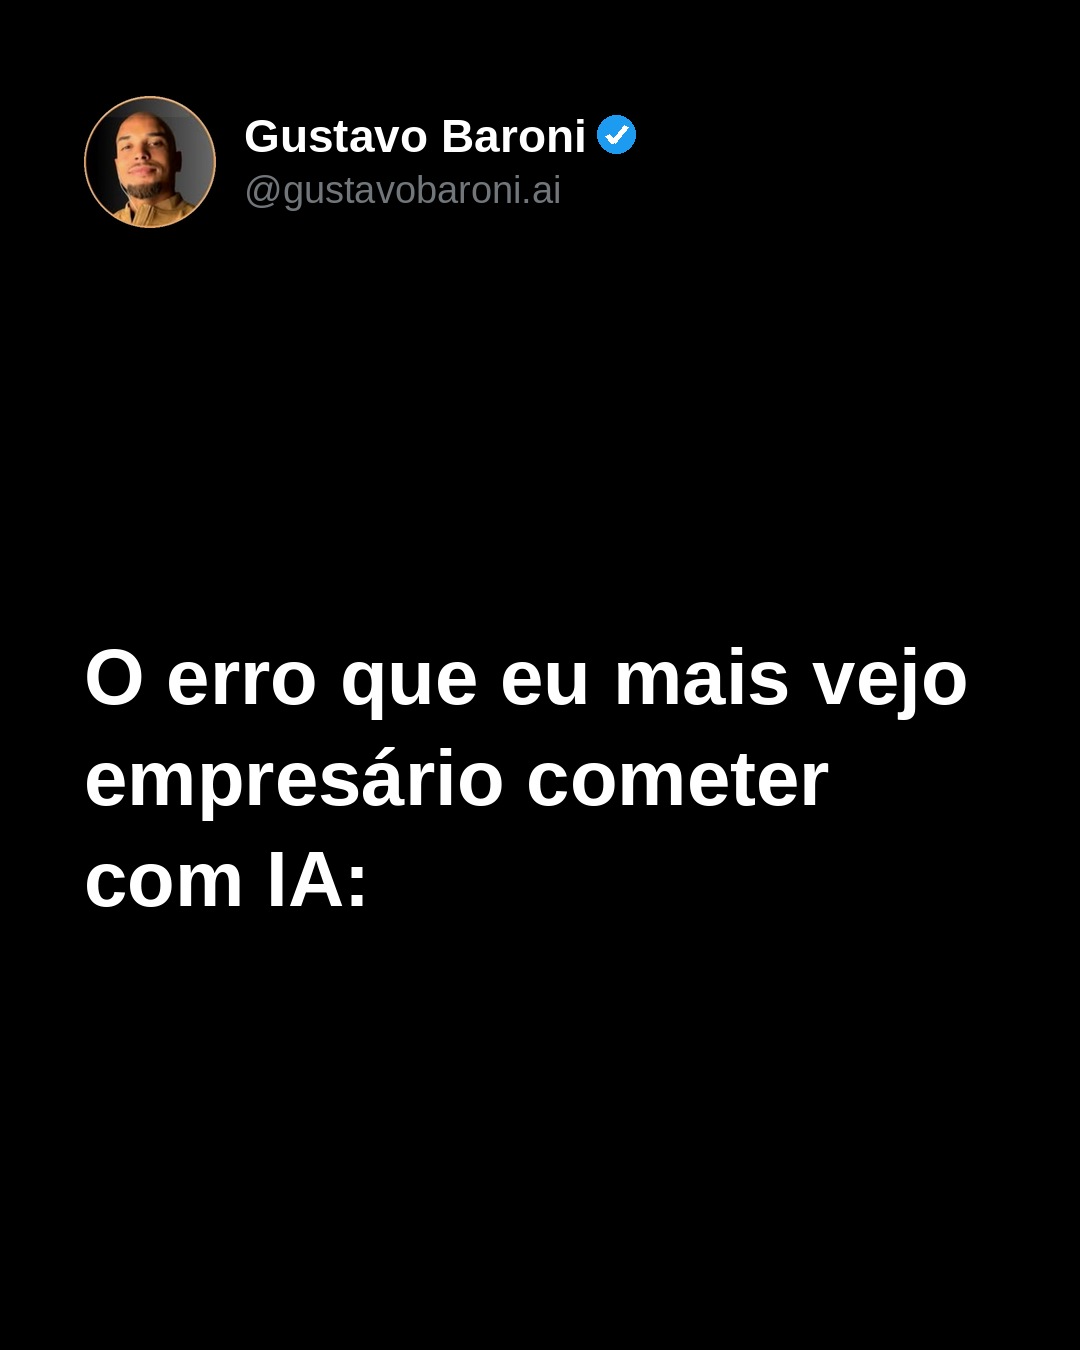 Gustavo Baroni
@gustavobaroni.ai
O erro que eu mais vejo
empresário cometer
com IA: